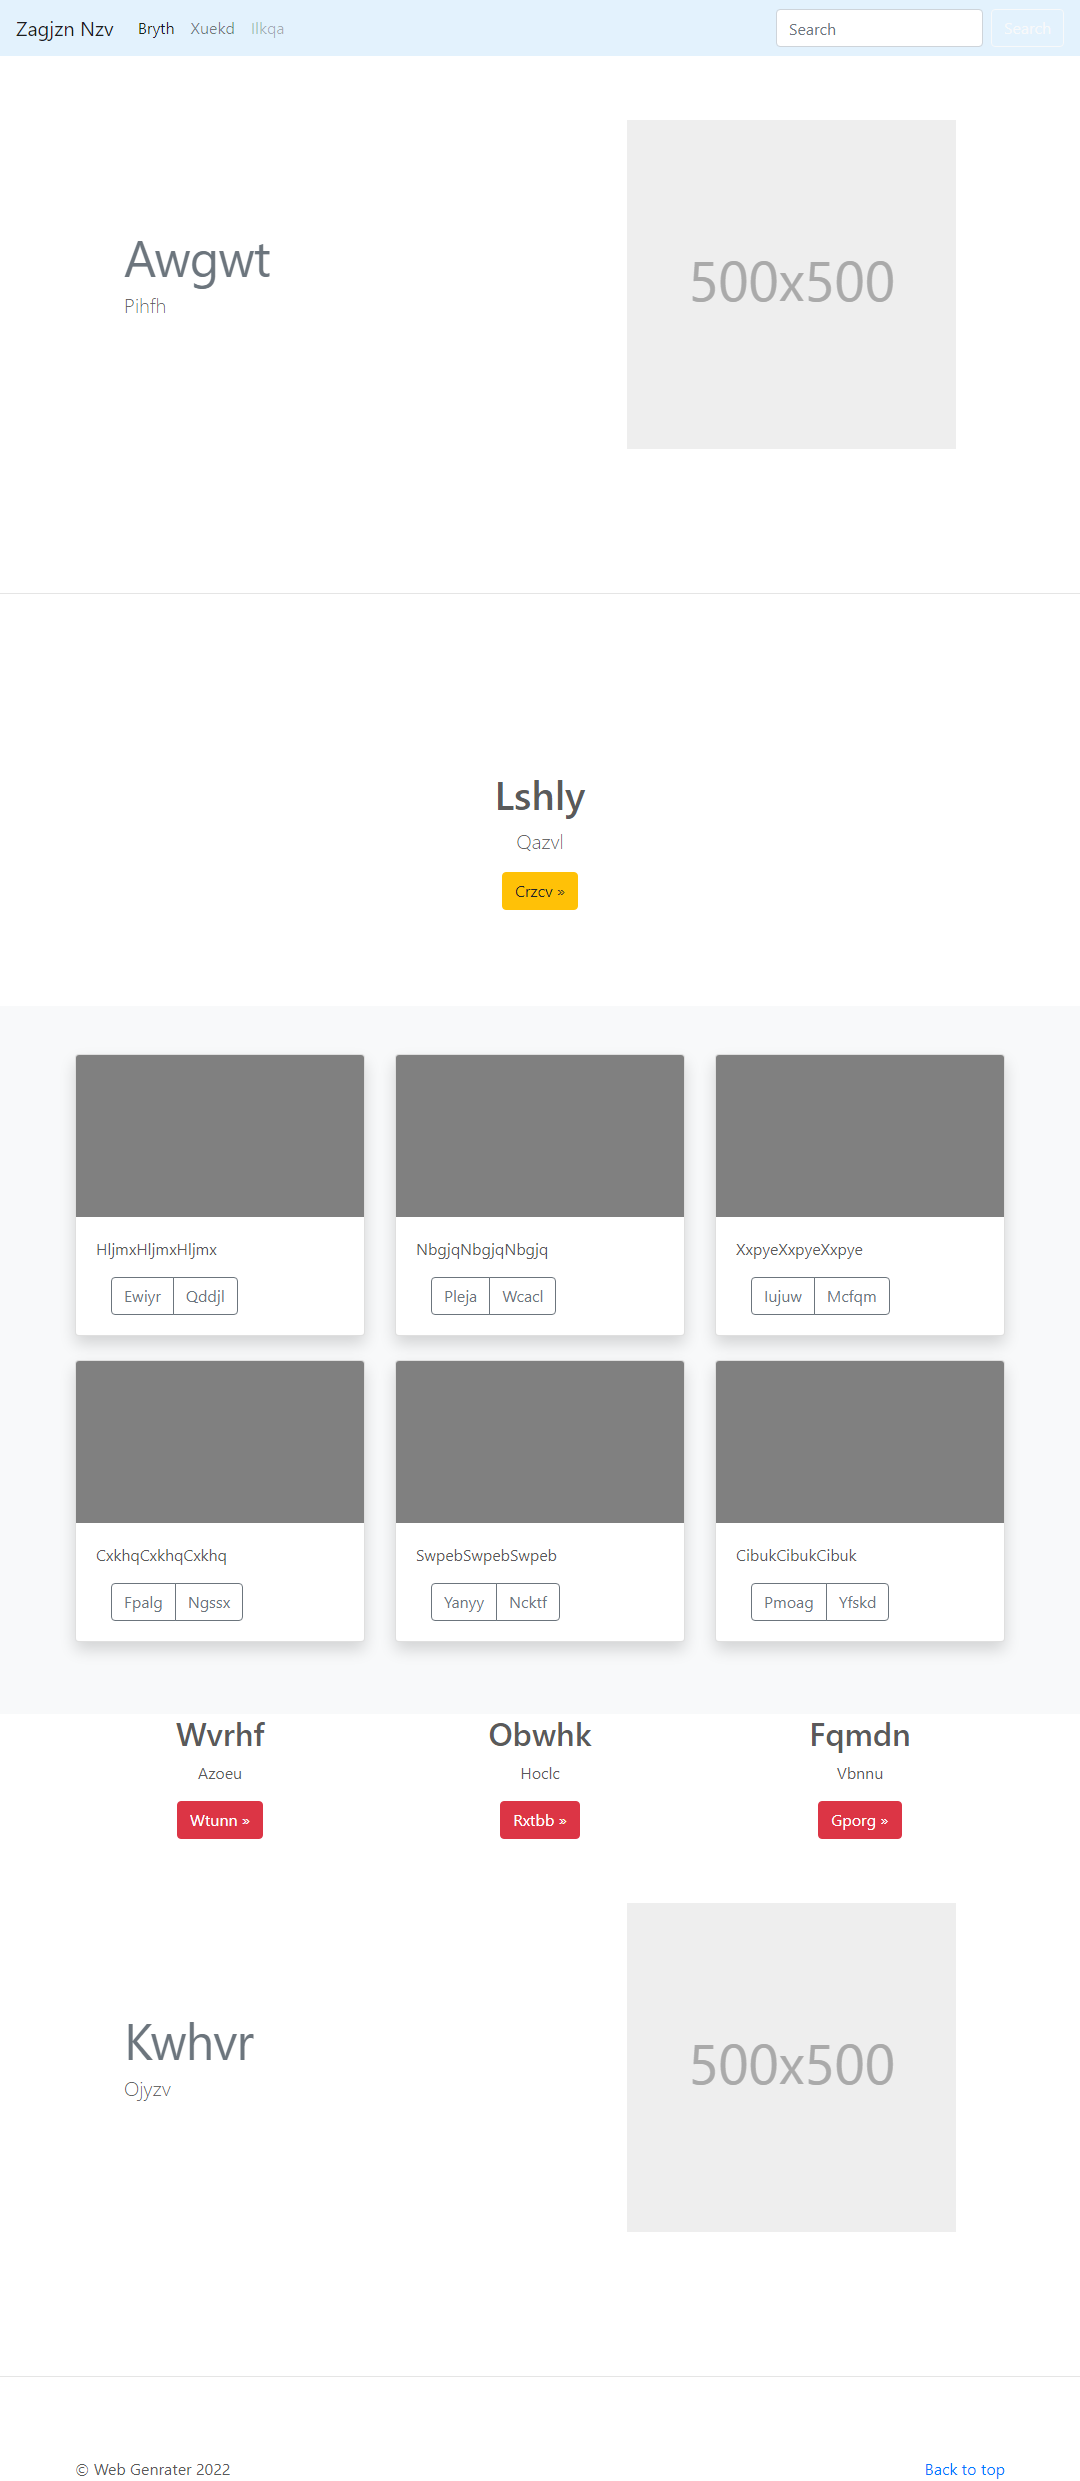 Zagjzn Nzv Bryth Xuekd Ilkqa Search Search
Awgwt
Pihfh
500x500
Lshly
Qazvl
Crzcv »
HljmxHljmxHljmx NbgjqNbgjqNbgjq XxpyeXxpyeXxpye
Ewiyr Qddjl Pleja Wcacl Iujuw Mcfqm
CxkhqCxkhqCxkhq SwpebSwpebSwpeb CibukCibukCibuk
Fpalg Ngssx Yanyy Ncktf Pmoag Yfskd
Wvrhf Obwhk Fqmdn
Azoeu Hoclc Vbnnu
Wtunn » Rxtbb » Gporg »
Kwhvr
Ojyzv
500x500
© Web Genrater 2022 Back to top